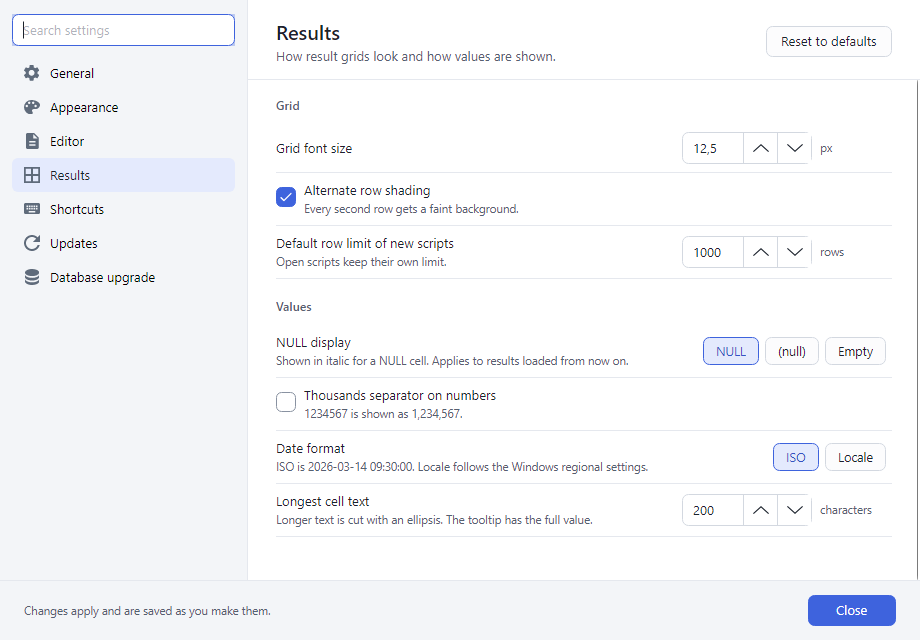 Search settings
General
Appearance
Editor
Results
Shortcuts
Updates
Database upgrade
Results
How result grids look and how values are shown.
Reset to defaults
Grid
Grid font size
12,5
px
Alternate row shading
Every second row gets a faint background.
Default row limit of new scripts
Open scripts keep their own limit.
1000
rows
Values
NULL display
Shown in italic for a NULL cell. Applies to results loaded from now on.
NULL
(null)
Empty
Thousands separator on numbers
1234567 is shown as 1,234,567.
Date format
ISO is 2026-03-14 09:30:00. Locale follows the Windows regional settings.
ISO
Locale
Longest cell text
Longer text is cut with an ellipsis. The tooltip has the full value.
200
characters
Changes apply and are saved as you make them.
Close